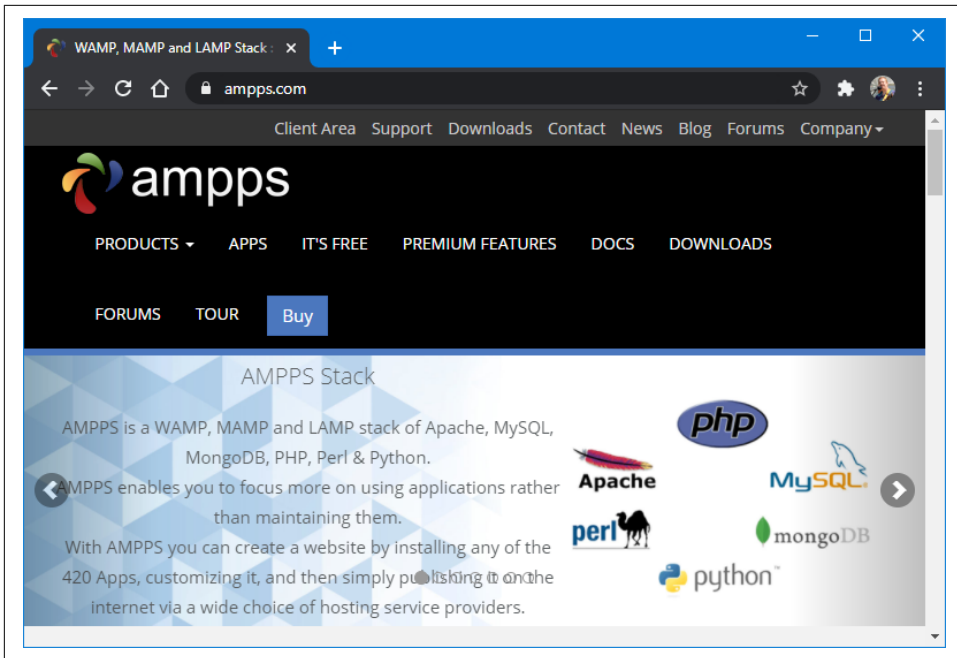 WAMP, MAMP and LAMP Stack :
ampps.com
Client Area Support Downloads Contact News Blog Forums Company
ampps
PRODUCTS APPS IT'S FREE PREMIUM FEATURES DOCS DOWNLOADS
FORUMS TOUR Buy
AMPPS Stack
AMPPS is a WAMP, MAMP and LAMP stack of Apache, MySQL,
MongoDB, PHP, Perl & Python.
AMPPS enables you to focus more on using applications rather
than maintaining them.
With AMPPS you can create a website by installing any of the
420 Apps, customizing it, and then simply publishing it on the
internet via a wide choice of hosting service providers.
php
Apache
MySQL
perl
mongoDB
python